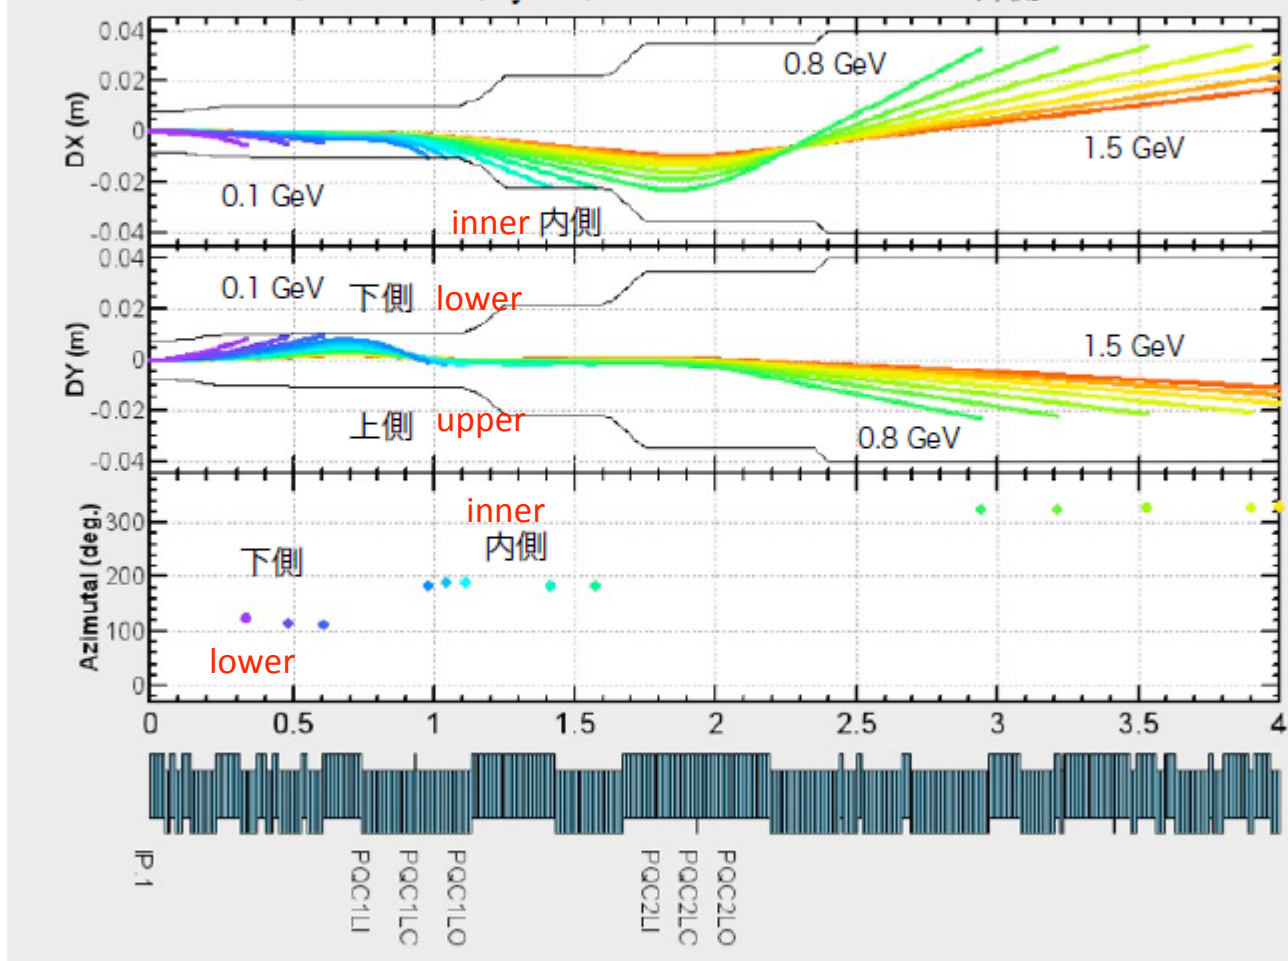 0.04
0.02
0
-0.02
-0.04
DX (m)
0.8 GeV
1.5 GeV
0.1 GeV
inner 内側
0.04
0.02
0
-0.02
-0.04
DY (m)
0.1 GeV
下側 lower
1.5 GeV
上側 upper
0.8 GeV
300
200
100
0
Azimutal (deg.)
inner
内側
下側
lower
0 0.5 1 1.5 2 2.5 3 3.5 4
IP.1
PQC1LI
PQC1LC
PQC1LO
PQC2LI
PQC2LC
PQC2LO